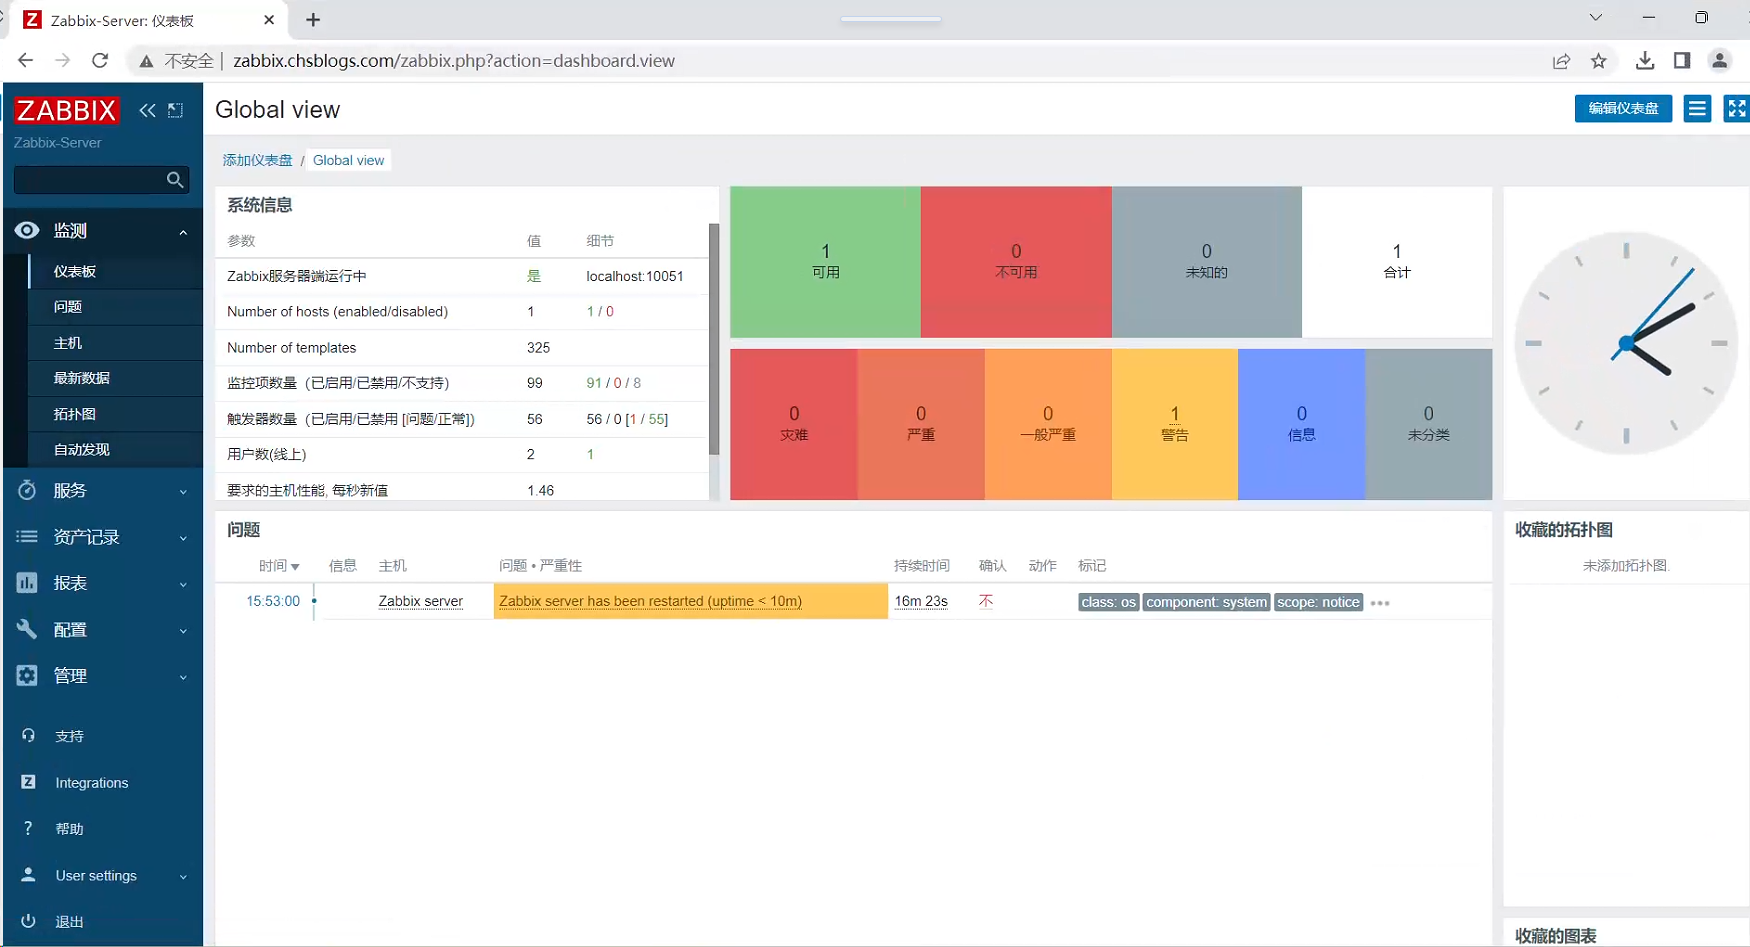 Zabbix-Server: 仪表板
不安全 | zabbix.chsblogs.com/zabbix.php?action=dashboard.view
ZABBIX
Zabbix-Server
监测
仪表板
问题
主机
最新数据
拓扑图
自动发现
服务
资产记录
报表
配置
管理
支持
Integrations
帮助
User settings
退出
Global view
编辑仪表盘
添加仪表盘 / Global view
系统信息
参数 值 细节
Zabbix服务器端运行中 是 localhost:10051
Number of hosts (enabled/disabled) 1 1 / 0
Number of templates 325
监控项数量 (已启用/已禁用/不支持) 99 91 / 0 / 8
触发器数量 (已启用/已禁用 [问题/正常]) 56 56 / 0 [1 / 55]
用户数(线上) 2 1
要求的主机性能, 每秒新值 1.46
1 可用
0 不可用
0 未知的
1 合计
0 灾难
0 严重
0 一般严重
1 警告
0 信息
0 未分类
问题
时间 信息 主机 问题 • 严重性 持续时间 确认 动作 标记
15:53:00 Zabbix server Zabbix server has been restarted (uptime < 10m) 16m 23s 不 class: os component: system scope: notice
收藏的拓扑图
未添加拓扑图.
收藏的图表